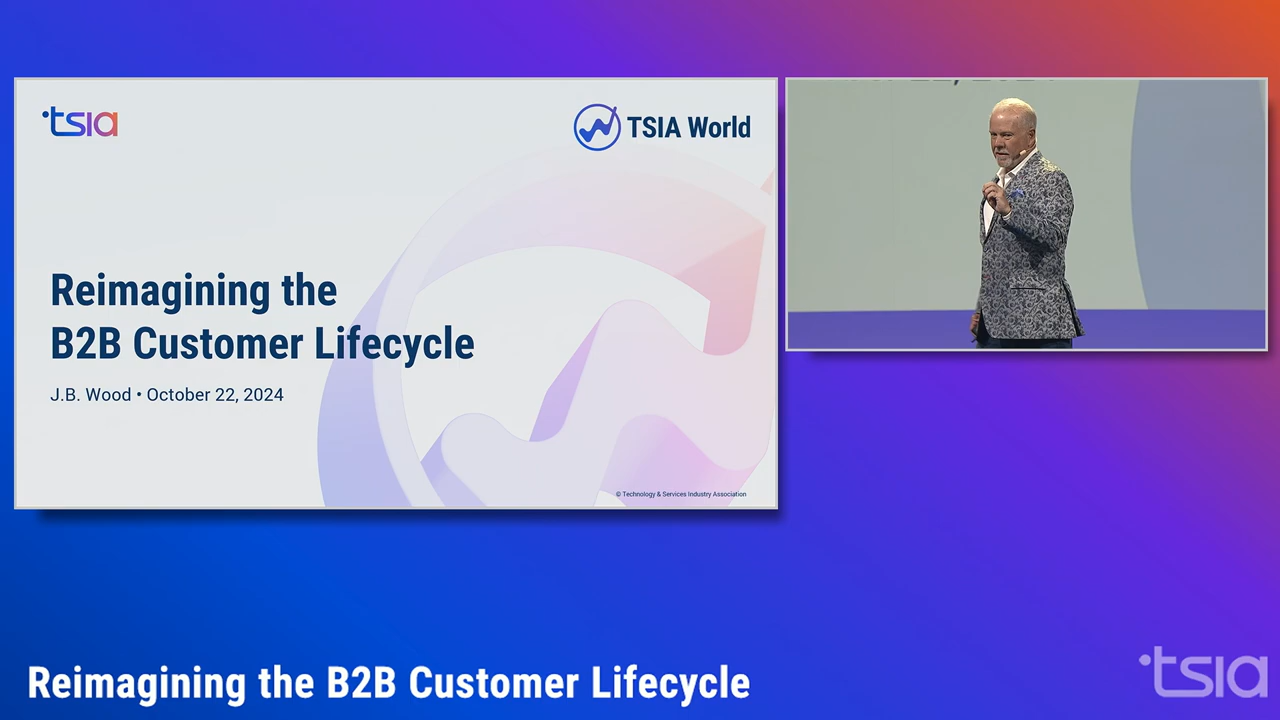 tsia
TSIA World
Reimagining the
B2B Customer Lifecycle
J.B. Wood • October 22, 2024
© Technology & Services Industry Association
Reimagining the B2B Customer Lifecycle
tsia